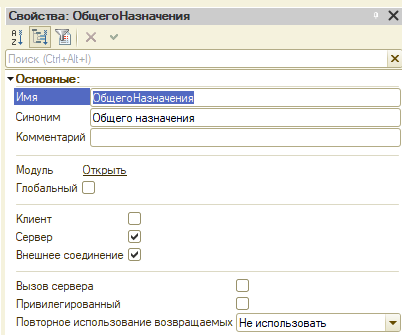 Свойства: ОбщегоНазначения
Поиск (Ctrl+Alt+I)
Основные:
Имя ОбщегоНазначения
Синоним Общего назначения
Комментарий
Модуль Открыть
Глобальный
Клиент
Сервер
Внешнее соединение
Вызов сервера
Привилегированный
Повторное использование возвращаемых Не использовать